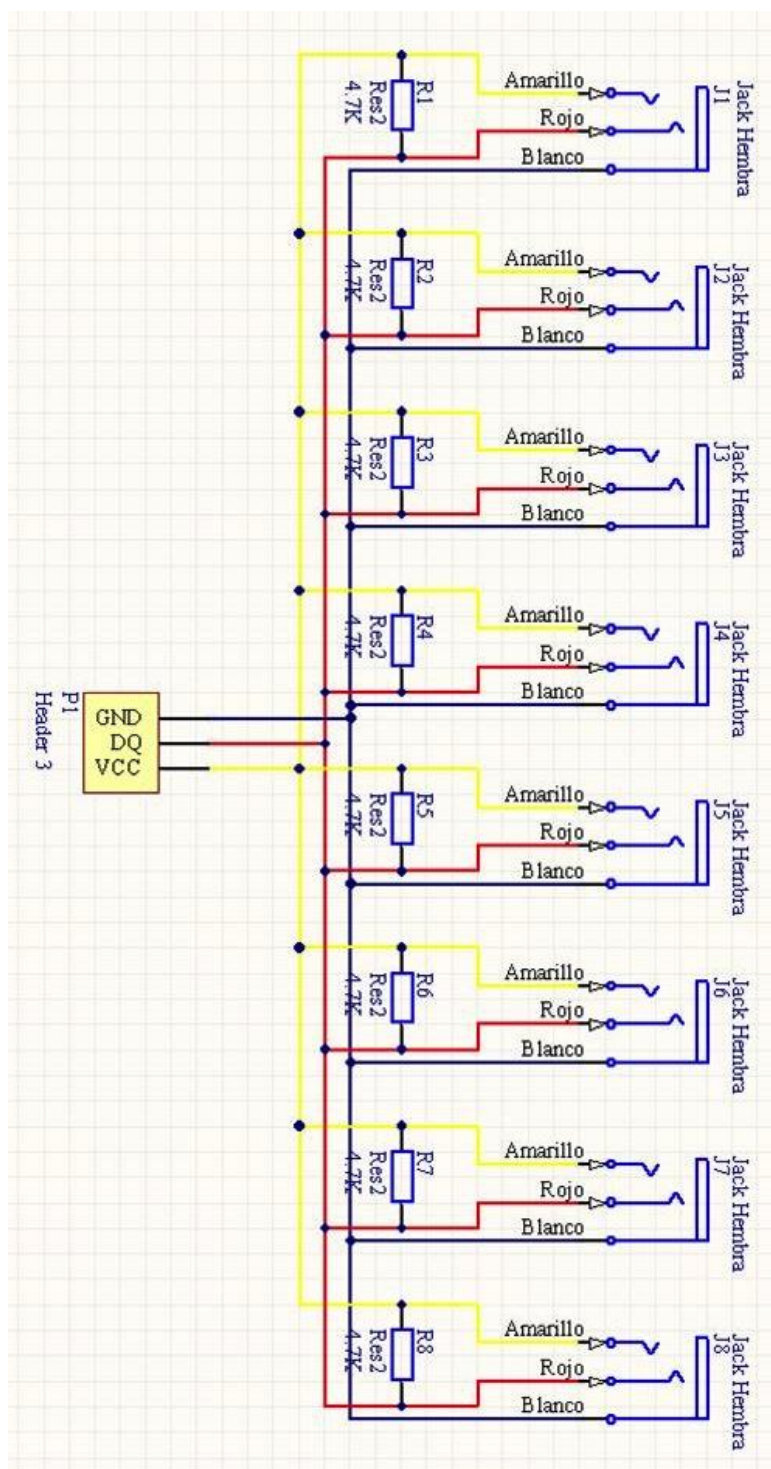 Amarillo
Rojo
Blanco
R1
Res2
4.7K
J1
Jack Hembra
Amarillo
Rojo
Blanco
R2
Res2
4.7K
J2
Jack Hembra
Amarillo
Rojo
Blanco
R3
Res2
4.7K
J3
Jack Hembra
Amarillo
Rojo
Blanco
R4
Res2
4.7K
J4
Jack Hembra
P1
GND
DQ
VCC
Header 3
Amarillo
Rojo
Blanco
R5
Res2
4.7K
J5
Jack Hembra
Amarillo
Rojo
Blanco
R6
Res2
4.7K
J6
Jack Hembra
Amarillo
Rojo
Blanco
R7
Res2
4.7K
J7
Jack Hembra
Amarillo
Rojo
Blanco
R8
Res2
4.7K
J8
Jack Hembra